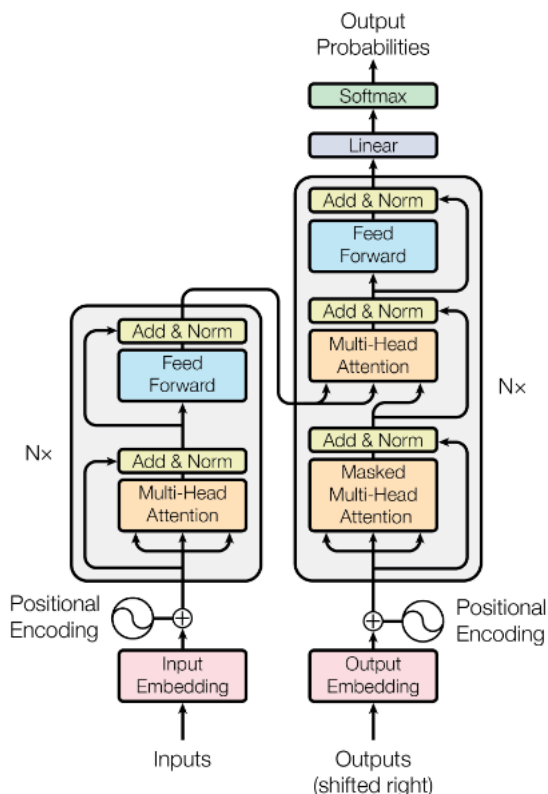 Output
Probabilities
Softmax
Linear
Add & Norm
Feed
Forward
Add & Norm
Multi-Head
Attention
Add & Norm
Masked
Multi-Head
Attention
N×
Add & Norm
Feed
Forward
Add & Norm
Multi-Head
Attention
N×
Positional
Encoding
Positional
Encoding
Input
Embedding
Output
Embedding
Inputs
Outputs
(shifted right)